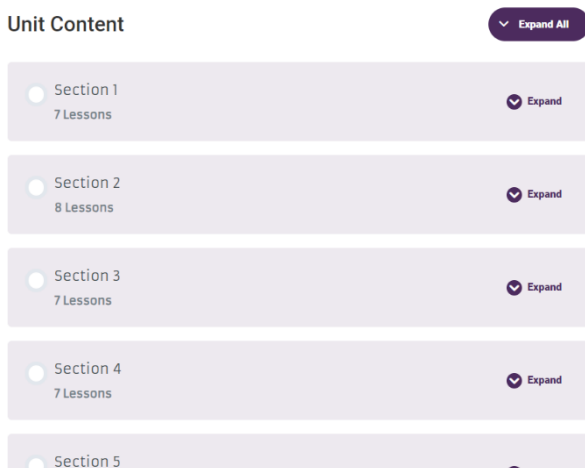 Unit Content
Expand All
Section 1
7 Lessons
Expand
Section 2
8 Lessons
Expand
Section 3
7 Lessons
Expand
Section 4
7 Lessons
Expand
Section 5